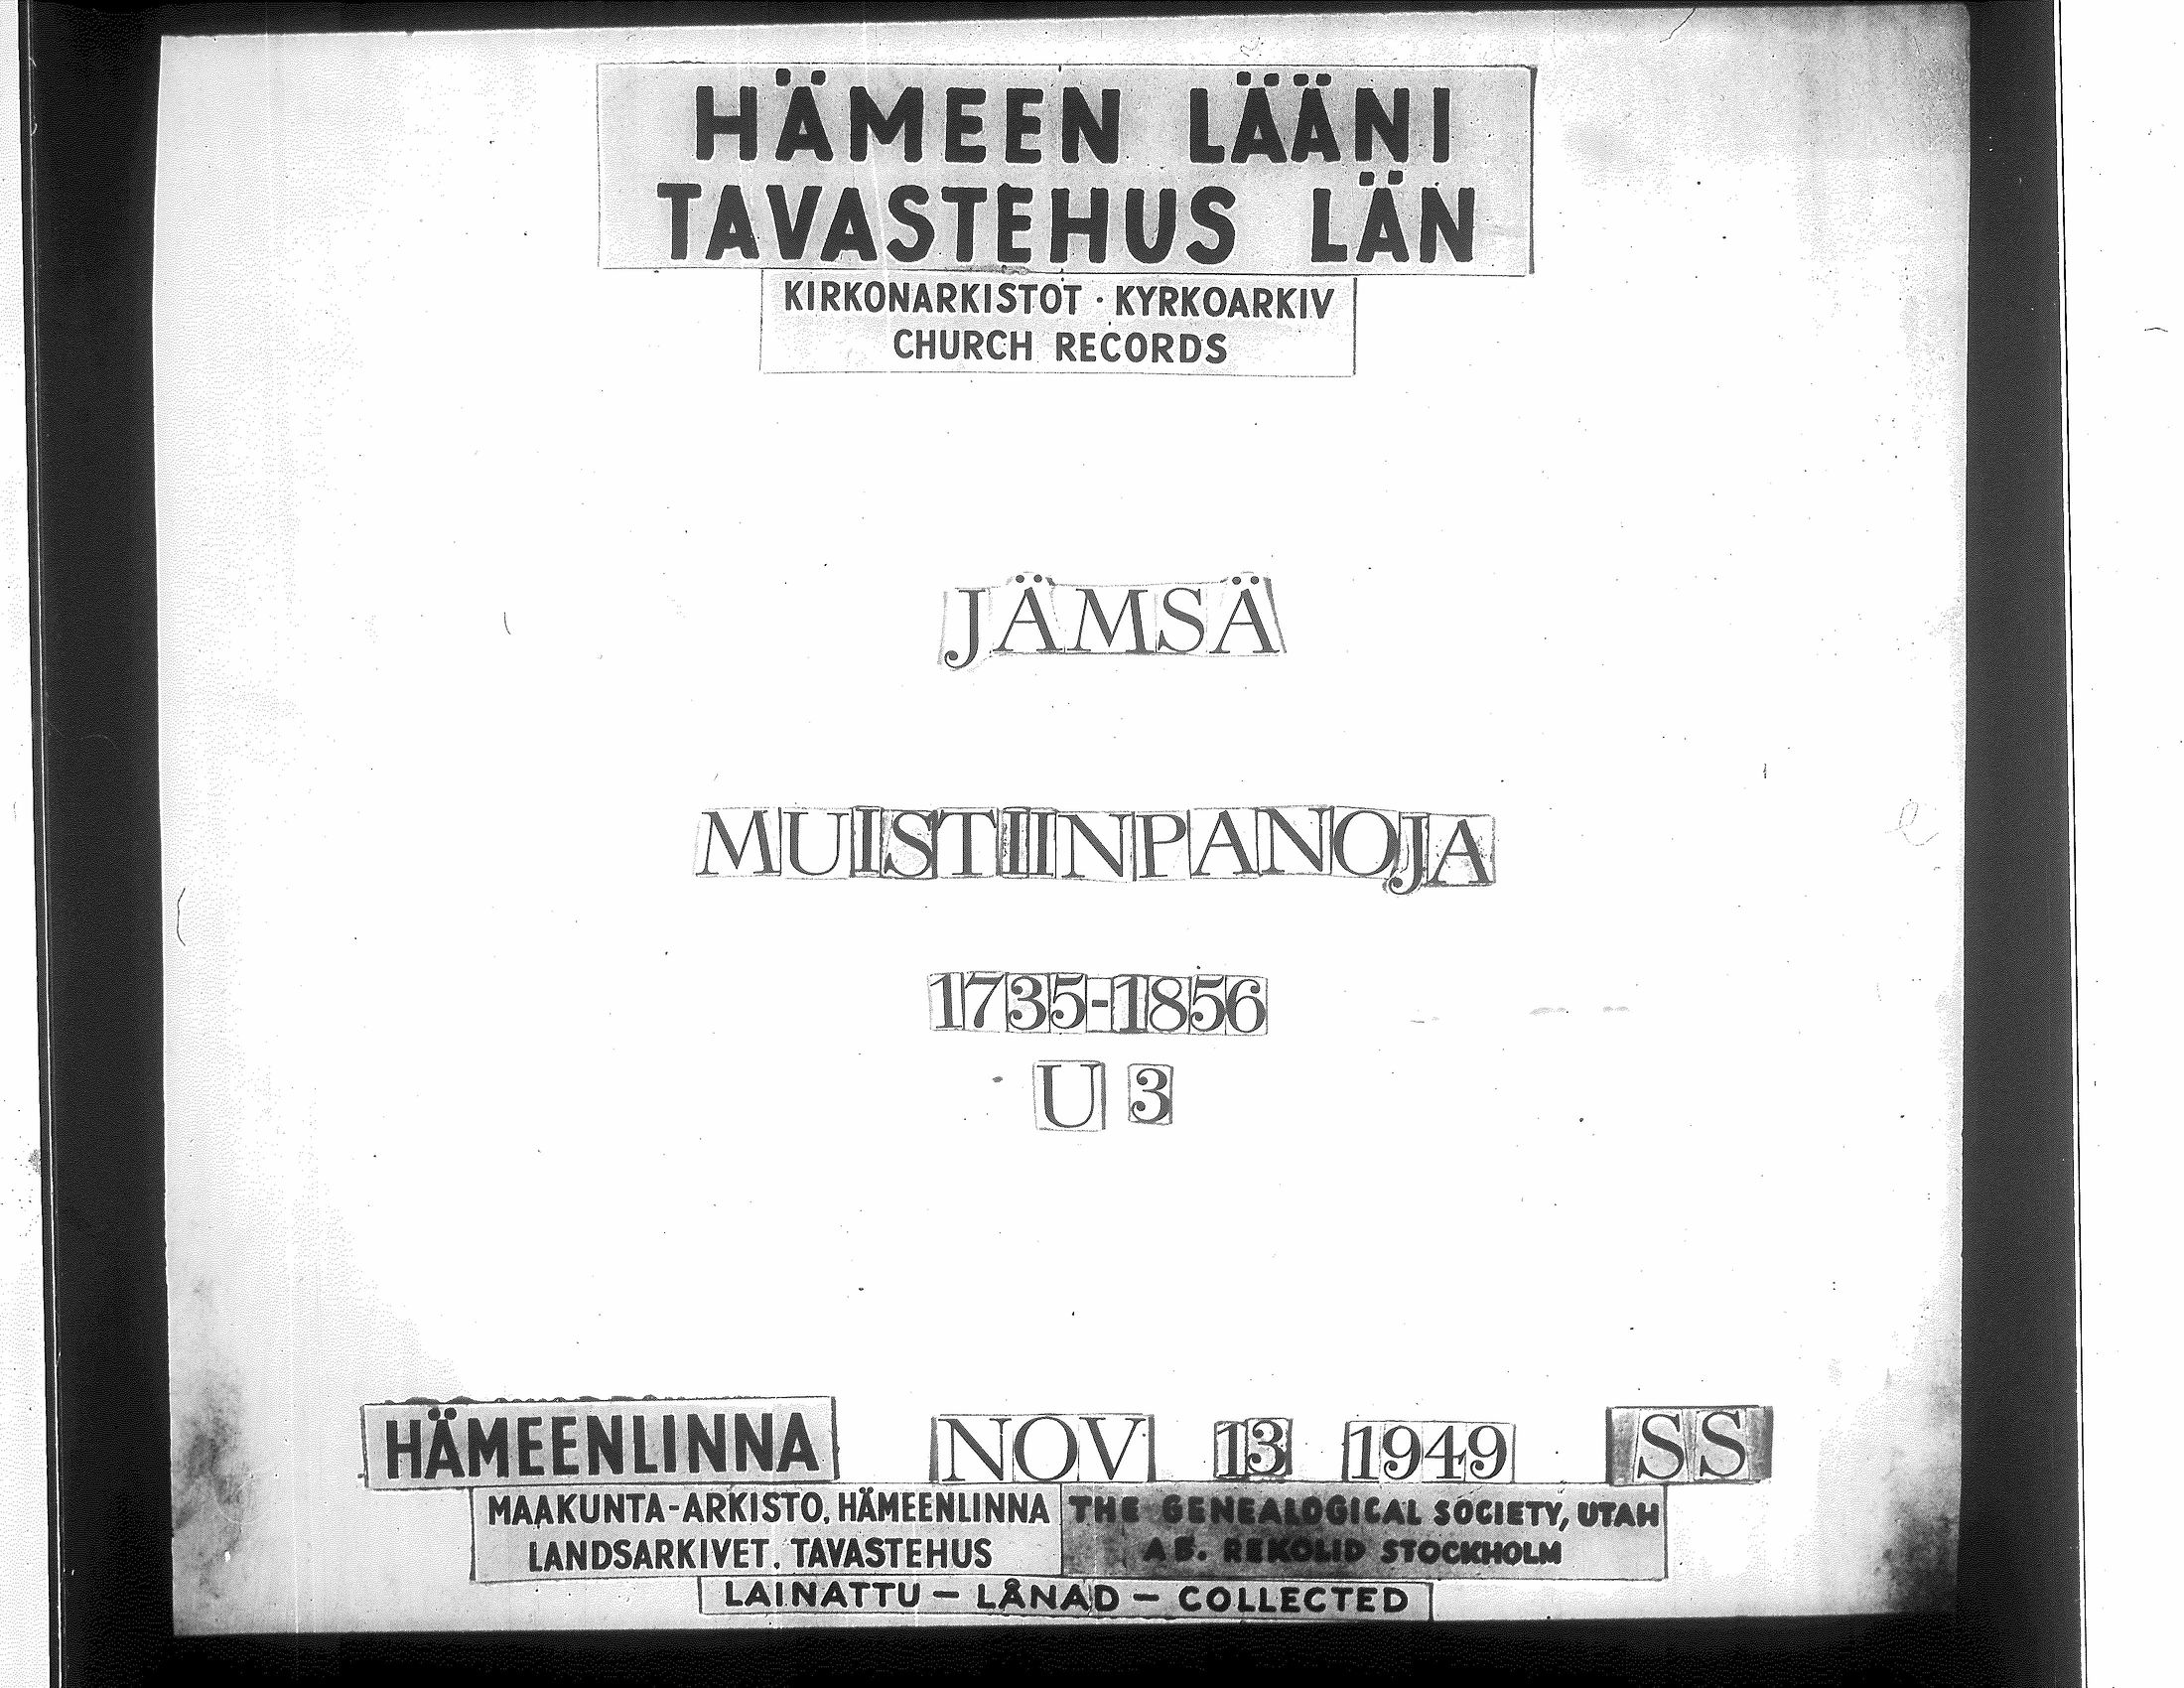 HÄMEEN LÄÄNI
TAVASTEHUS LÄN
KIRKONARKISTOT · KYRKOARKIV
CHURCH RECORDS
JÄMSÄ
MUISTIINPANOJA
1735-1856
U 3
HÄMEENLINNA NOV 13 1949 SS
MAAKUNTA-ARKISTO, HÄMEENLINNA
LANDSARKIVET, TAVASTEHUS
THE GENEALOGICAL SOCIETY, UTAH
AB. REKOLID STOCKHOLM
LAINATTU – LÅNAD – COLLECTED